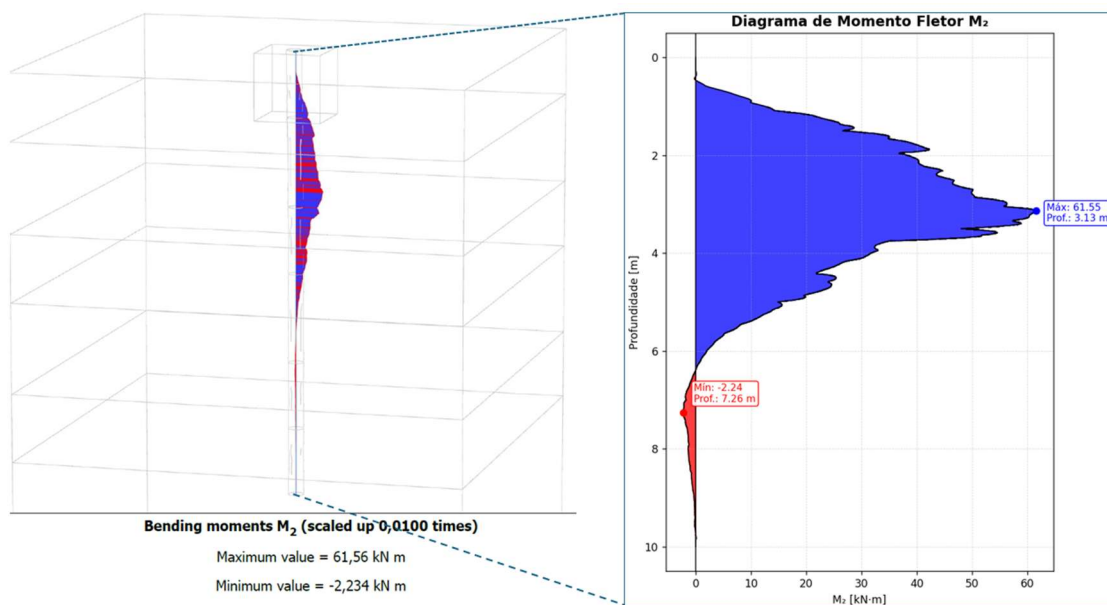 Bending moments M₂ (scaled up 0,0100 times)
Maximum value = 61,56 kN m
Minimum value = -2,234 kN m
Diagrama de Momento Fletor M₂
0
2
4
6
8
10
Profundidade [m]
Máx: 61.55
Prof.: 3.13 m
Mín: -2.24
Prof.: 7.26 m
0 10 20 30 40 50 60
M₂ [kN·m]